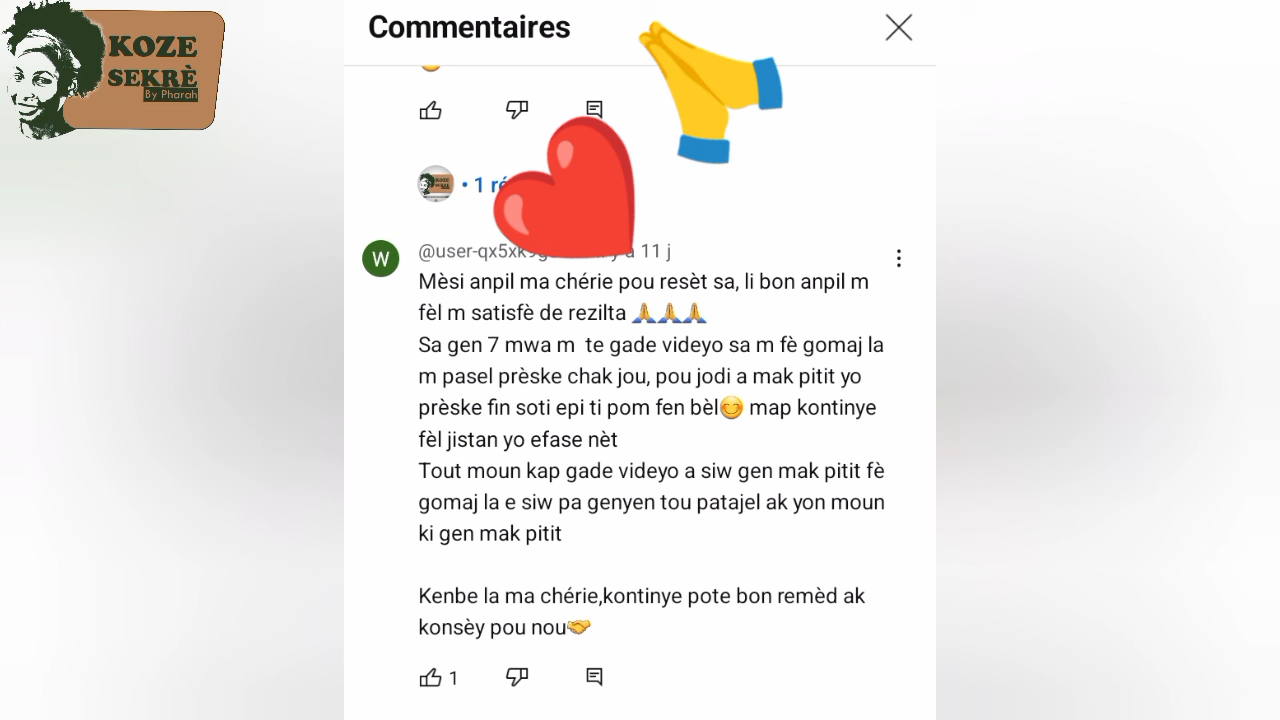 KOZE
SEKRÈ
By Pharah
Commentaires
• 1
W
11 j
Mèsi anpil ma chérie pou resèt sa, li bon anpil m
fèl m satisfè de rezilta 🙏🙏🙏
Sa gen 7 mwa m te gade videyo sa m fè gomaj la
m pasel prèske chak jou, pou jodi a mak pitit yo
prèske fin soti epi ti pom fen bèl😊 map kontinye
fèl jistan yo efase nèt
Tout moun kap gade videyo a siw gen mak pitit fè
gomaj la e siw pa genyen tou patajel ak yon moun
ki gen mak pitit
Kenbe la ma chérie,kontinye pote bon remèd ak
konsèy pou nou🤝
1